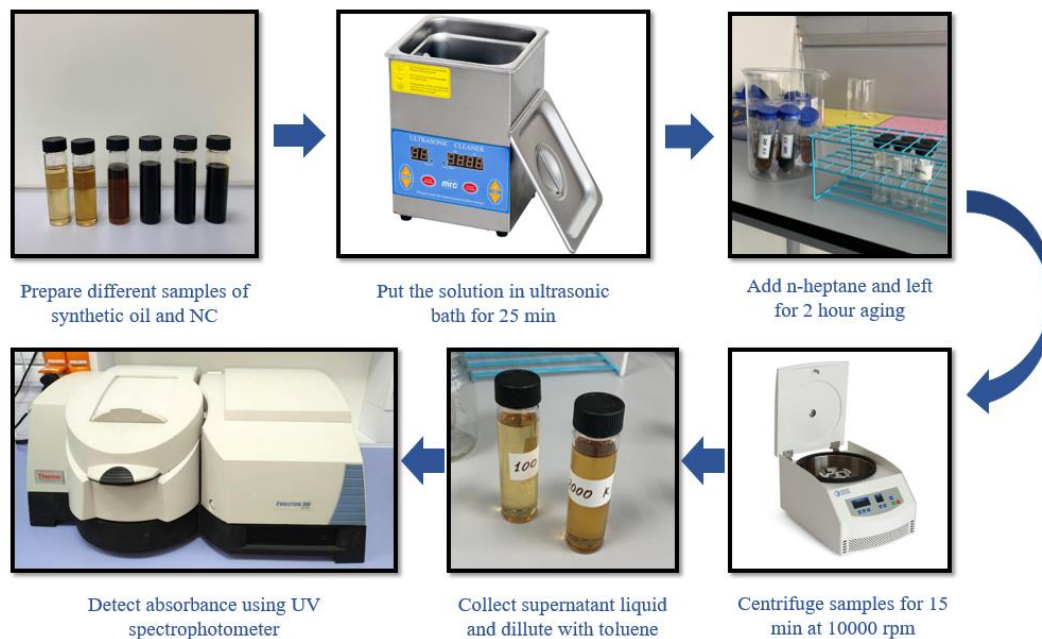 ULTRASONIC CLEANER
mrc
Prepare different samples of
synthetic oil and NC
Put the solution in ultrasonic
bath for 25 min
Add n-heptane and left
for 2 hour aging
Thermo
EVOLUTION 300
100
Detect absorbance using UV
spectrophotometer
Collect supernatant liquid
and dillute with toluene
Centrifuge samples for 15
min at 10000 rpm